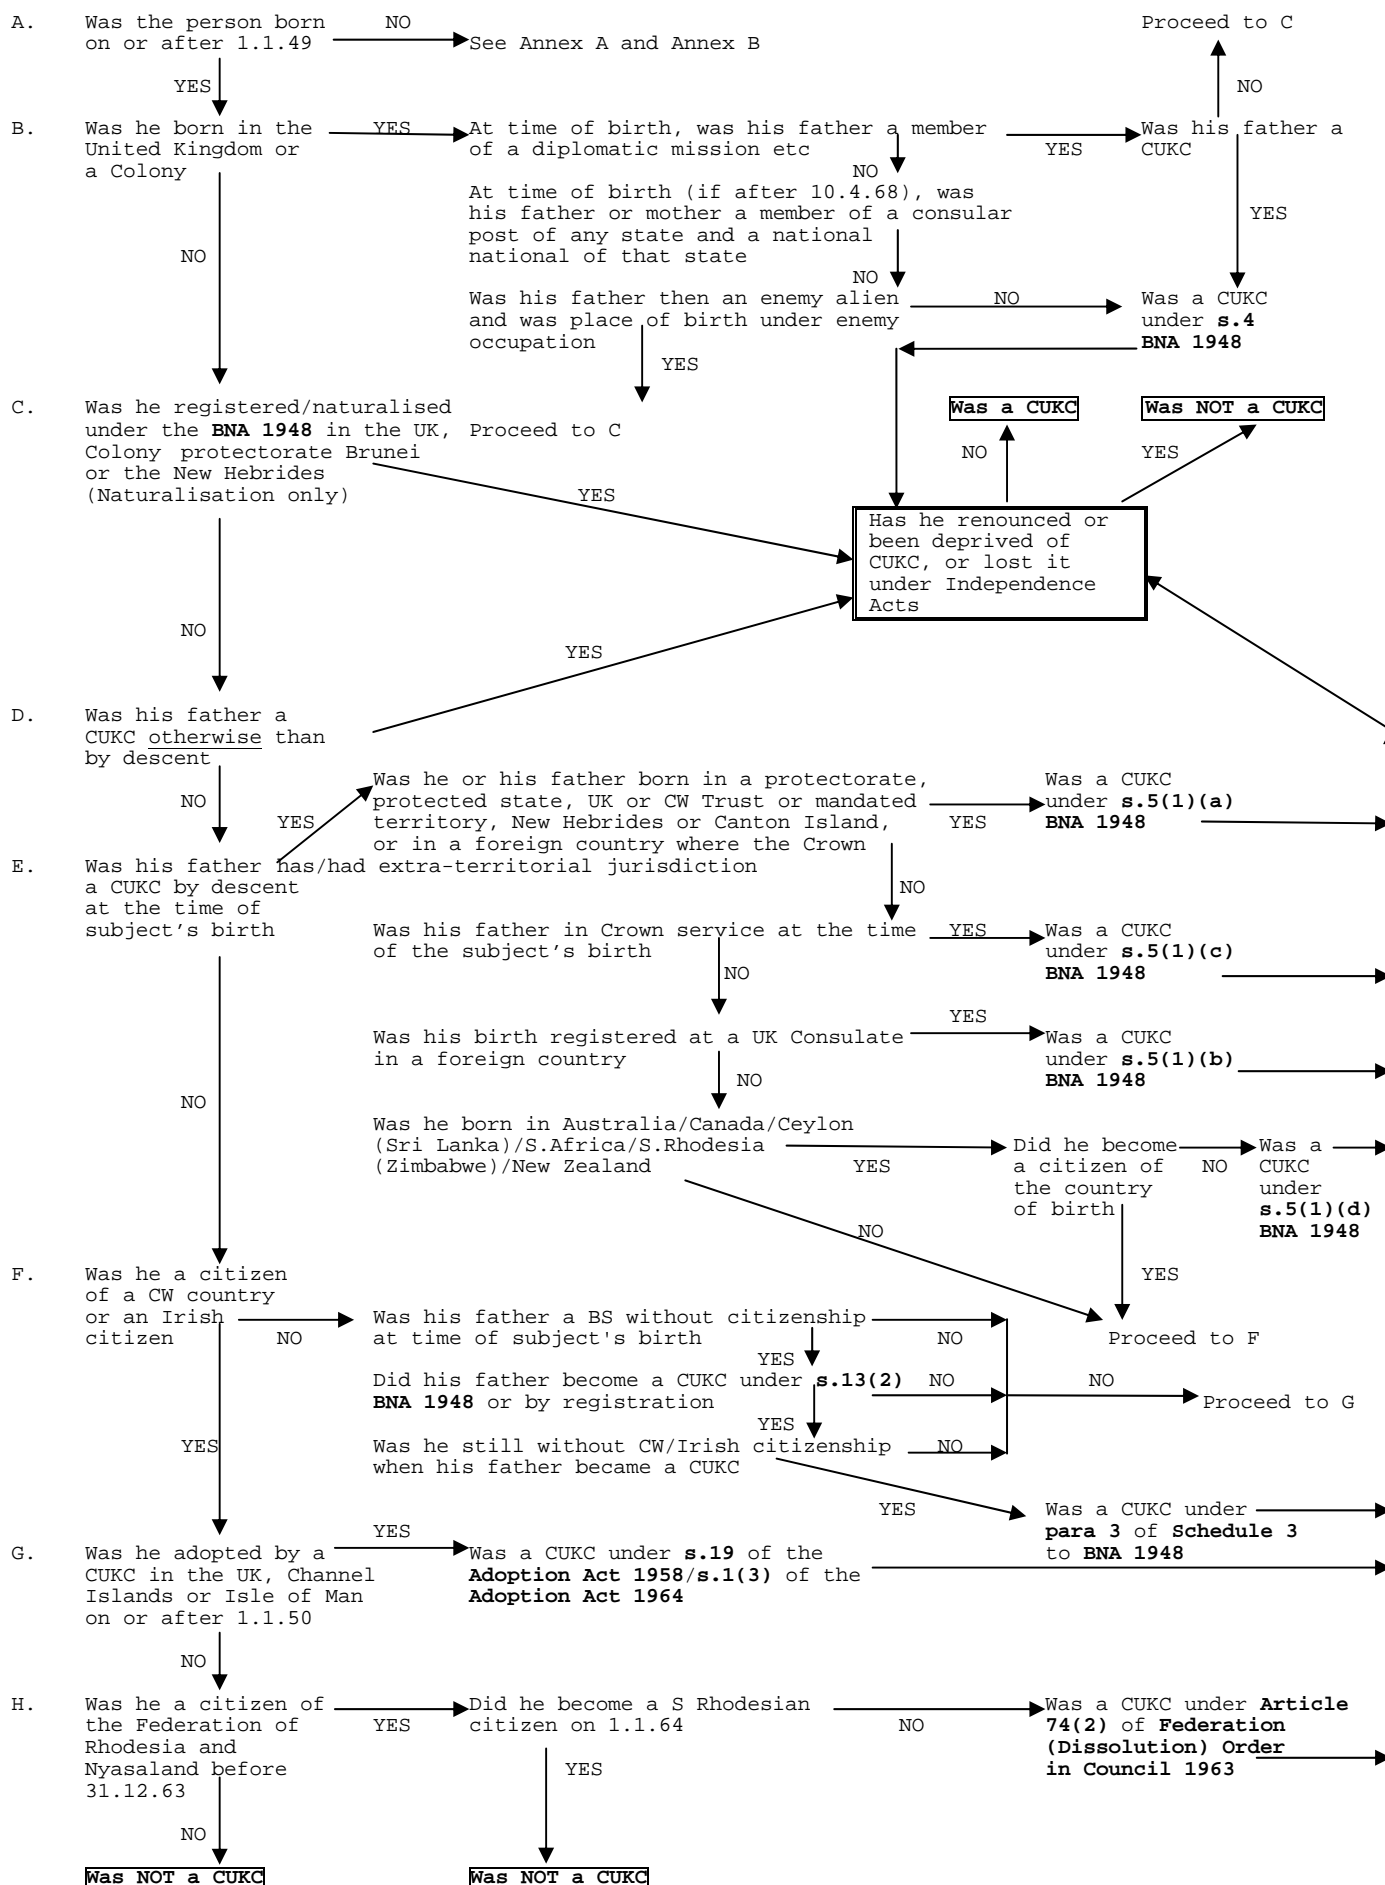 A. Was the person born
on or after 1.1.49
NO
See Annex A and Annex B
Proceed to C
YES
NO
B. Was he born in the
United Kingdom or
a Colony
YES
At time of birth, was his father a member
of a diplomatic mission etc
YES
Was his father a
CUKC
NO
At time of birth (if after 10.4.68), was
his father or mother a member of a consular
post of any state and a national
national of that state
YES
NO
NO
Was his father then an enemy alien
and was place of birth under enemy
occupation
NO
Was a CUKC
under s.4
BNA 1948
YES
C. Was he registered/naturalised
under the BNA 1948 in the UK,
Colony protectorate Brunei
or the New Hebrides
(Naturalisation only)
Proceed to C
Was a CUKC
Was NOT a CUKC
NO
YES
YES
Has he renounced or
been deprived of
CUKC, or lost it
under Independence
Acts
NO
YES
D. Was his father a
CUKC otherwise than
by descent
NO
YES
Was he or his father born in a protectorate,
protected state, UK or CW Trust or mandated
territory, New Hebrides or Canton Island,
or in a foreign country where the Crown
has/had extra-territorial jurisdiction
YES
Was a CUKC
under s.5(1)(a)
BNA 1948
E. Was his father
a CUKC by descent
at the time of
subject's birth
NO
Was his father in Crown service at the time
of the subject's birth
YES
Was a CUKC
under s.5(1)(c)
BNA 1948
NO
Was his birth registered at a UK Consulate
in a foreign country
YES
Was a CUKC
under s.5(1)(b)
BNA 1948
NO
NO
Was he born in Australia/Canada/Ceylon
(Sri Lanka)/S.Africa/S.Rhodesia
(Zimbabwe)/New Zealand
YES
Did he become
a citizen of
the country
of birth
NO
Was a
CUKC
under
s.5(1)(d)
BNA 1948
NO
YES
F. Was he a citizen
of a CW country
or an Irish
citizen
NO
Was his father a BS without citizenship
at time of subject's birth
NO
Proceed to F
YES
Did his father become a CUKC under s.13(2)
BNA 1948 or by registration
NO
NO
Proceed to G
YES
YES
Was he still without CW/Irish citizenship
when his father became a CUKC
NO
YES
Was a CUKC under
para 3 of Schedule 3
to BNA 1948
G. Was he adopted by a
CUKC in the UK, Channel
Islands or Isle of Man
on or after 1.1.50
YES
Was a CUKC under s.19 of the
Adoption Act 1958/s.1(3) of the
Adoption Act 1964
NO
H. Was he a citizen of
the Federation of
Rhodesia and
Nyasaland before
31.12.63
YES
Did he become a S Rhodesian
citizen on 1.1.64
NO
Was a CUKC under Article
74(2) of Federation
(Dissolution) Order
in Council 1963
YES
NO
Was NOT a CUKC
Was NOT a CUKC